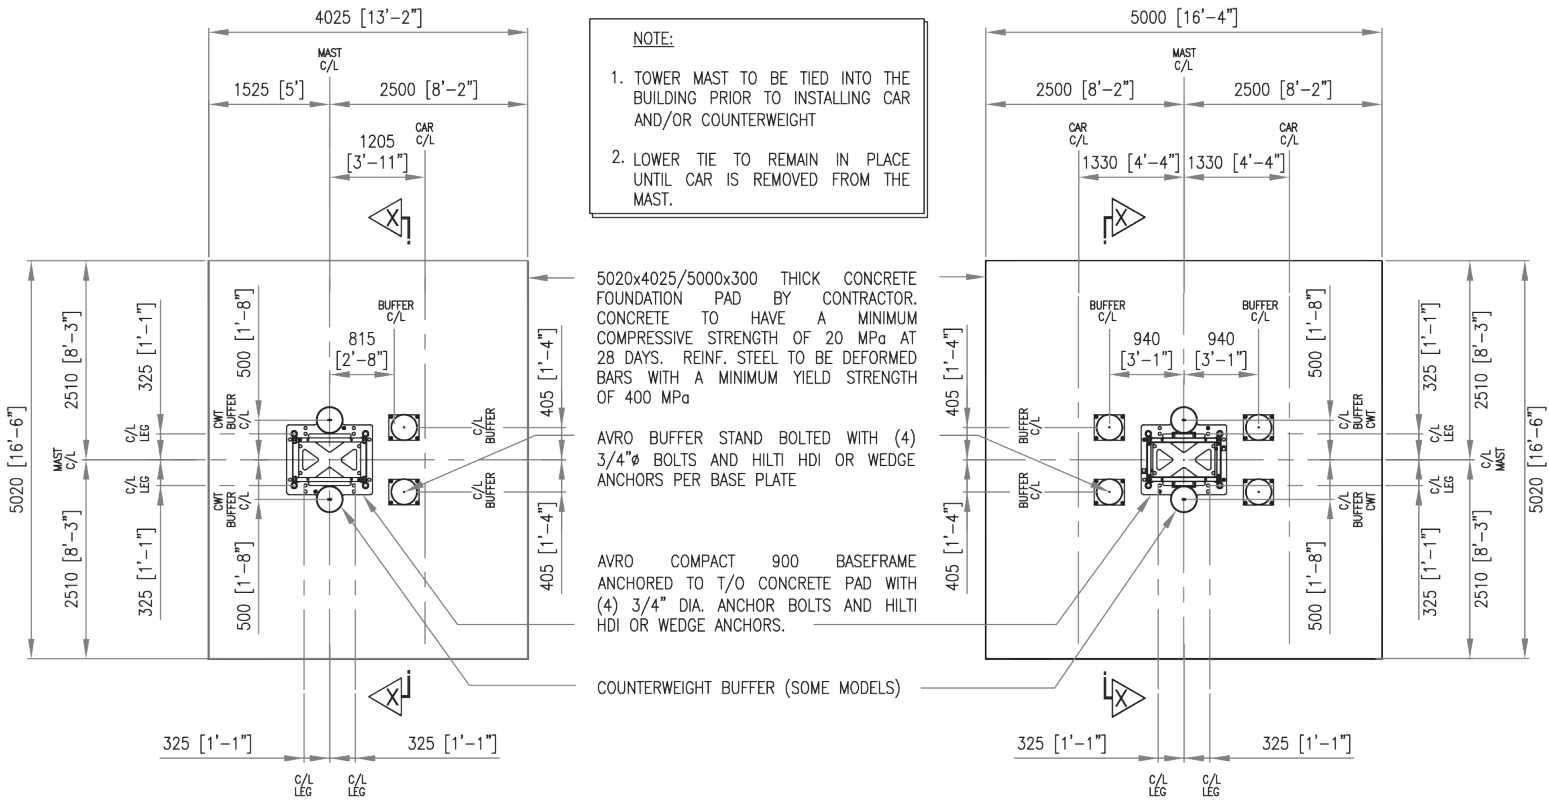 4025 [13'-2"]
MAST
C/L
1525 [5']
2500 [8'-2"]
1205
[3'-11"]
CAR
C/L
X
BUFFER
C/L
815
[2'-8"]
5020 [16'-6"]
2510 [8'-3"]
2510 [8'-3"]
MAST
C/L
325 [1'-1"]
325 [1'-1"]
C/L
LEG
C/L
LEG
500 [1'-8"]
500 [1'-8"]
CWT
BUFFER
C/L
CWT
BUFFER
C/L
C/L
BUFFER
C/L
BUFFER
405 [1'-4"]
405 [1'-4"]
X
325 [1'-1"]
325 [1'-1"]
C/L
LEG
C/L
LEG
NOTE:
1. TOWER MAST TO BE TIED INTO THE
BUILDING PRIOR TO INSTALLING CAR
AND/OR COUNTERWEIGHT
2. LOWER TIE TO REMAIN IN PLACE
UNTIL CAR IS REMOVED FROM THE
MAST.
5020x4025/5000x300 THICK CONCRETE
FOUNDATION PAD BY CONTRACTOR.
CONCRETE TO HAVE A MINIMUM
COMPRESSIVE STRENGTH OF 20 MPa AT
28 DAYS. REINF. STEEL TO BE DEFORMED
BARS WITH A MINIMUM YIELD STRENGTH
OF 400 MPa
AVRO BUFFER STAND BOLTED WITH (4)
3/4"ø BOLTS AND HILTI HDI OR WEDGE
ANCHORS PER BASE PLATE
AVRO COMPACT 900 BASEFRAME
ANCHORED TO T/O CONCRETE PAD WITH
(4) 3/4" DIA. ANCHOR BOLTS AND HILTI
HDI OR WEDGE ANCHORS.
COUNTERWEIGHT BUFFER (SOME MODELS)
5000 [16'-4"]
MAST
C/L
2500 [8'-2"]
2500 [8'-2"]
CAR
C/L
CAR
C/L
1330 [4'-4"]
1330 [4'-4"]
X
BUFFER
C/L
BUFFER
C/L
940
[3'-1"]
940
[3'-1"]
405 [1'-4"]
405 [1'-4"]
BUFFER
C/L
BUFFER
C/L
500 [1'-8"]
500 [1'-8"]
C/L
BUFFER
CWT
C/L
BUFFER
CWT
325 [1'-1"]
325 [1'-1"]
C/L
LEG
C/L
LEG
2510 [8'-3"]
2510 [8'-3"]
C/L
MAST
5020 [16'-6"]
X
325 [1'-1"]
325 [1'-1"]
C/L
LEG
C/L
LEG